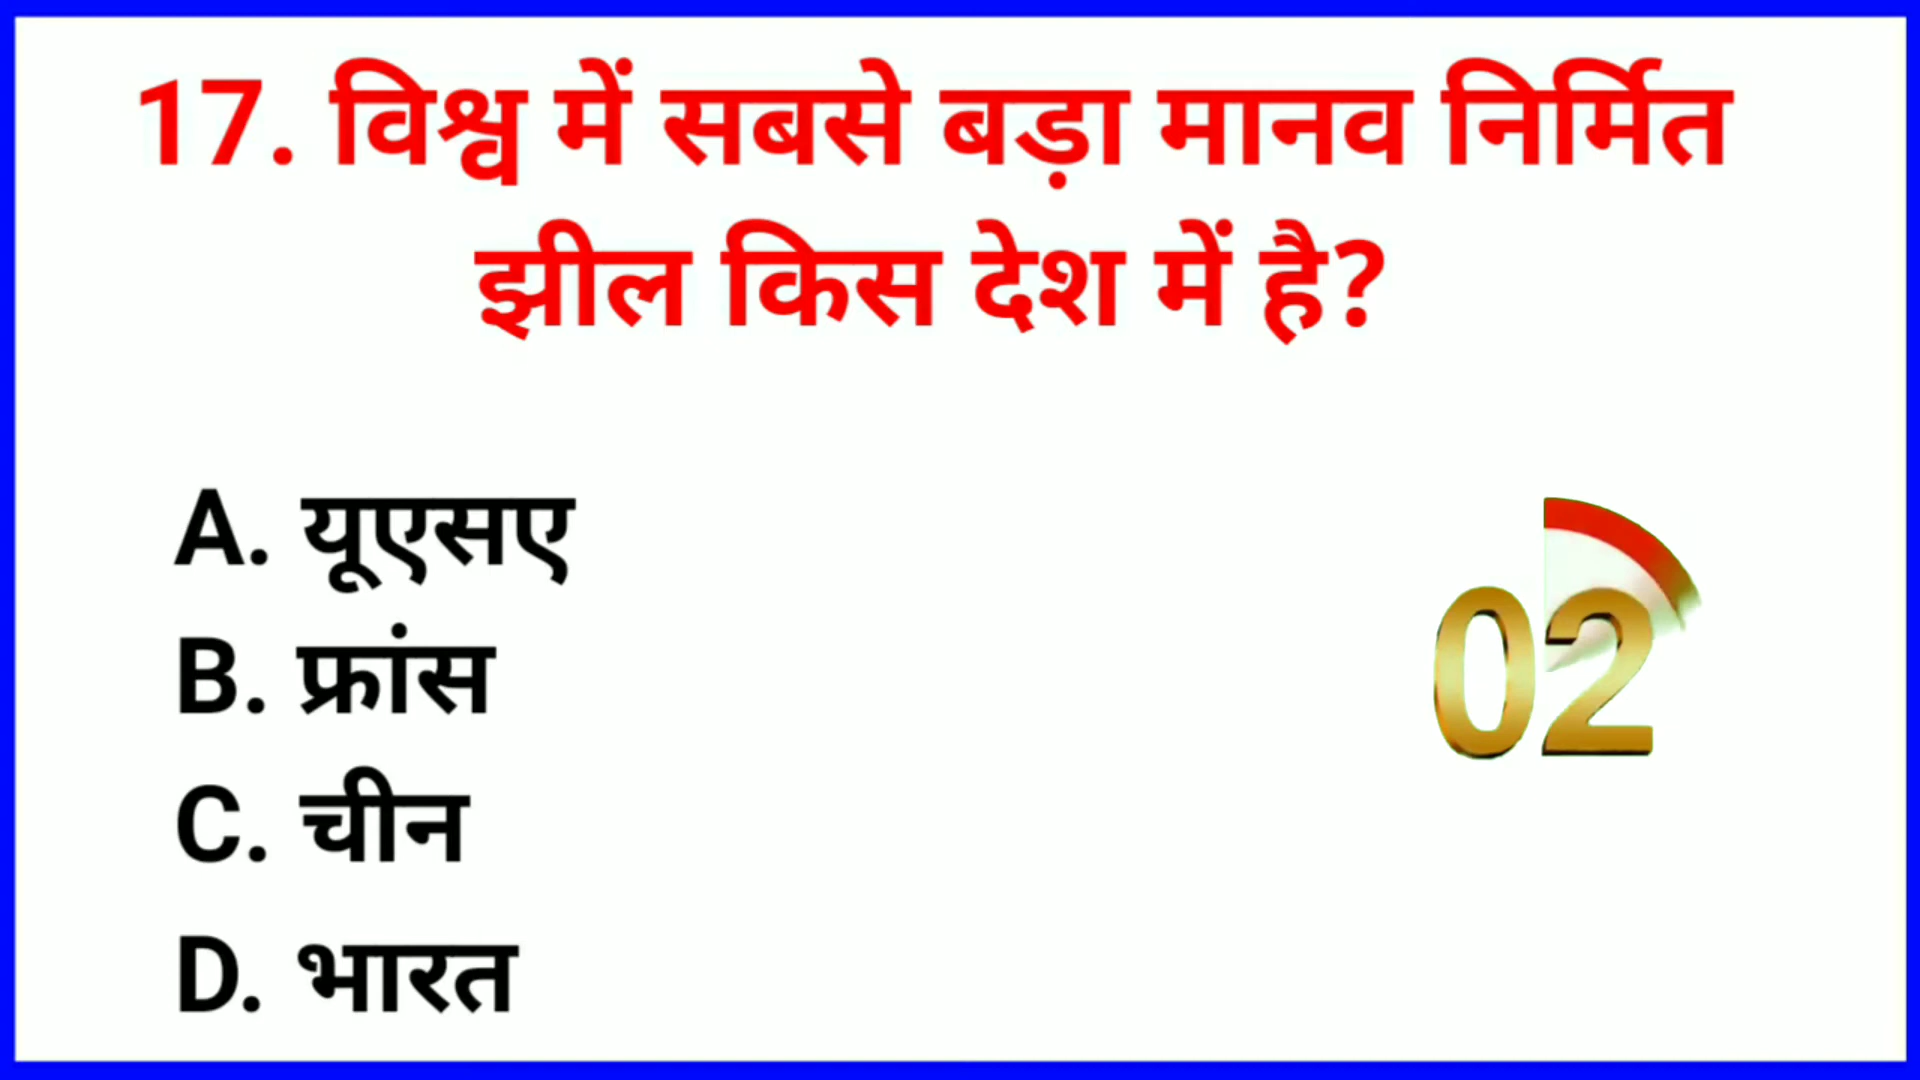 17. विश्व में सबसे बड़ा मानव निर्मित
झील किस देश में है?
A. यूएसए
B. फ्रांस
C. चीन
D. भारत
02